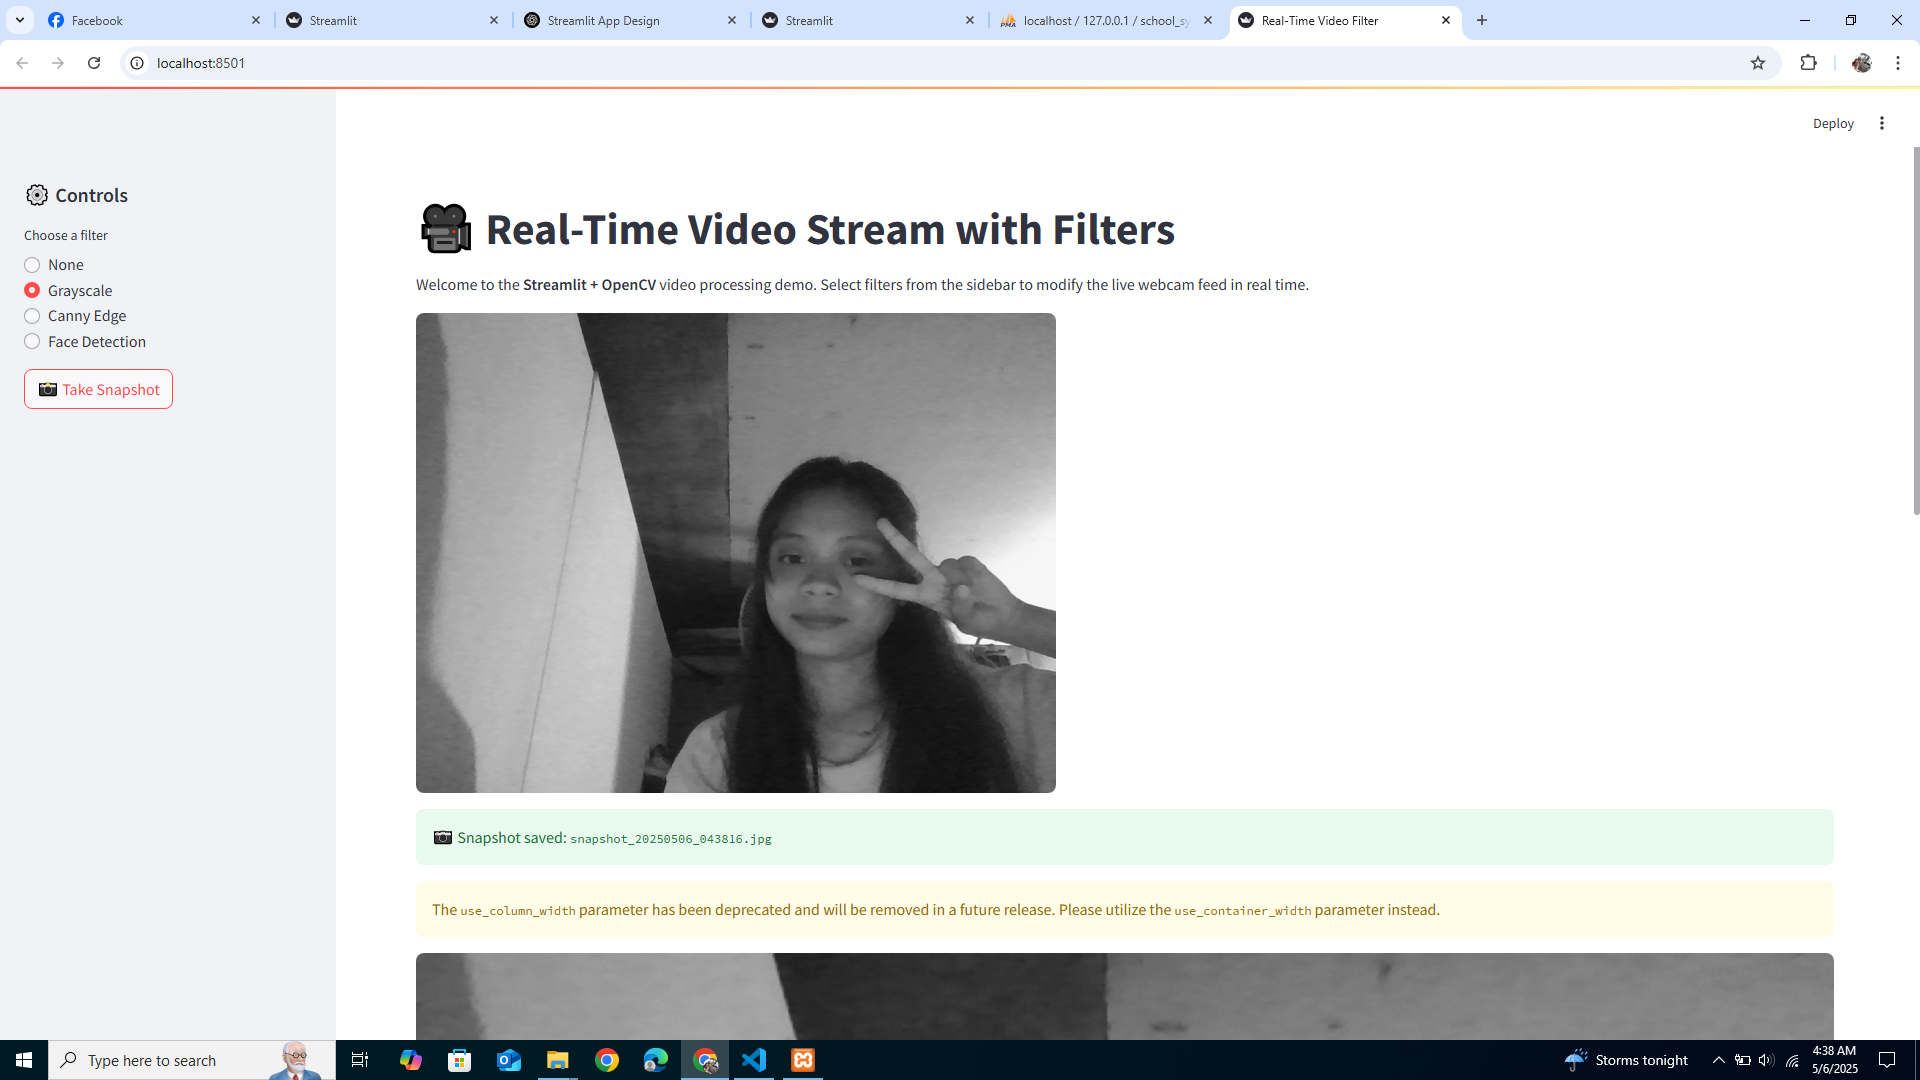 Facebook
Streamlit
Streamlit App Design
Streamlit
localhost / 127.0.0.1 / school_sy
Real-Time Video Filter
localhost:8501
Deploy
Controls
Choose a filter
None
Grayscale
Canny Edge
Face Detection
Take Snapshot
Real-Time Video Stream with Filters
Welcome to the Streamlit + OpenCV video processing demo. Select filters from the sidebar to modify the live webcam feed in real time.
Snapshot saved: snapshot_20250506_043816.jpg
The use_column_width parameter has been deprecated and will be removed in a future release. Please utilize the use_container_width parameter instead.
Type here to search
Storms tonight
4:38 AM
5/6/2025